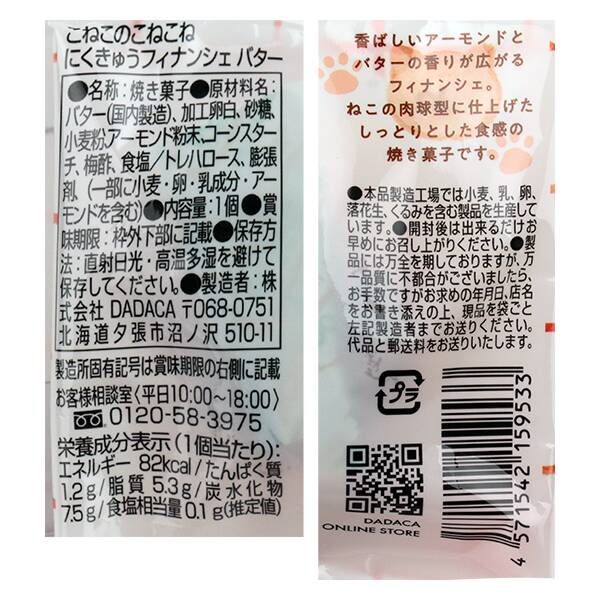 こねこのこねこね
にくきゅうフィナンシェ バター
●名称:焼き菓子●原材料名:
バター(国内製造)、加工卵白、砂糖、
小麦粉、アーモンド粉末、コーンスター
チ、梅酢、食塩/トレハロース、膨張
剤、(一部に小麦・卵・乳成分・アー
モンドを含む)●内容量:1個●賞
味期限:枠外下部に記載●保存方
法:直射日光・高温多湿を避けて
保存してください。●製造者:株
式会社 DADACA 〒068-0751
北海道夕張市沼ノ沢 510-11
製造所固有記号は賞味期限の右側に記載
お客様相談室〈平日10:00〜18:00〉
0120-58-3975
栄養成分表示(1個当たり):
エネルギー 82kcal/たんぱく質
1.2g/脂質 5.3g/炭水化物
7.5g/食塩相当量 0.1g(推定値)
香ばしいアーモンドと
バターの香りが広がる
フィナンシェ。
ねこの肉球型に仕上げた
しっとりとした食感の
焼き菓子です。
●本品製造工場では小麦、乳、卵、
落花生、くるみを含む製品を生産して
います。●開封後は出来るだけお
早めにお召し上がりください。●製
品には万全を期しておりますが、万
一品質に不都合がございましたら、
お手数ですがお求めの年月日、店名
をお書き添えの上、現品を袋ごと
左記製造者までお送りください。
代品と郵送料をお送りいたします。
プラ
DADACA
ONLINE STORE
4 571542 159533